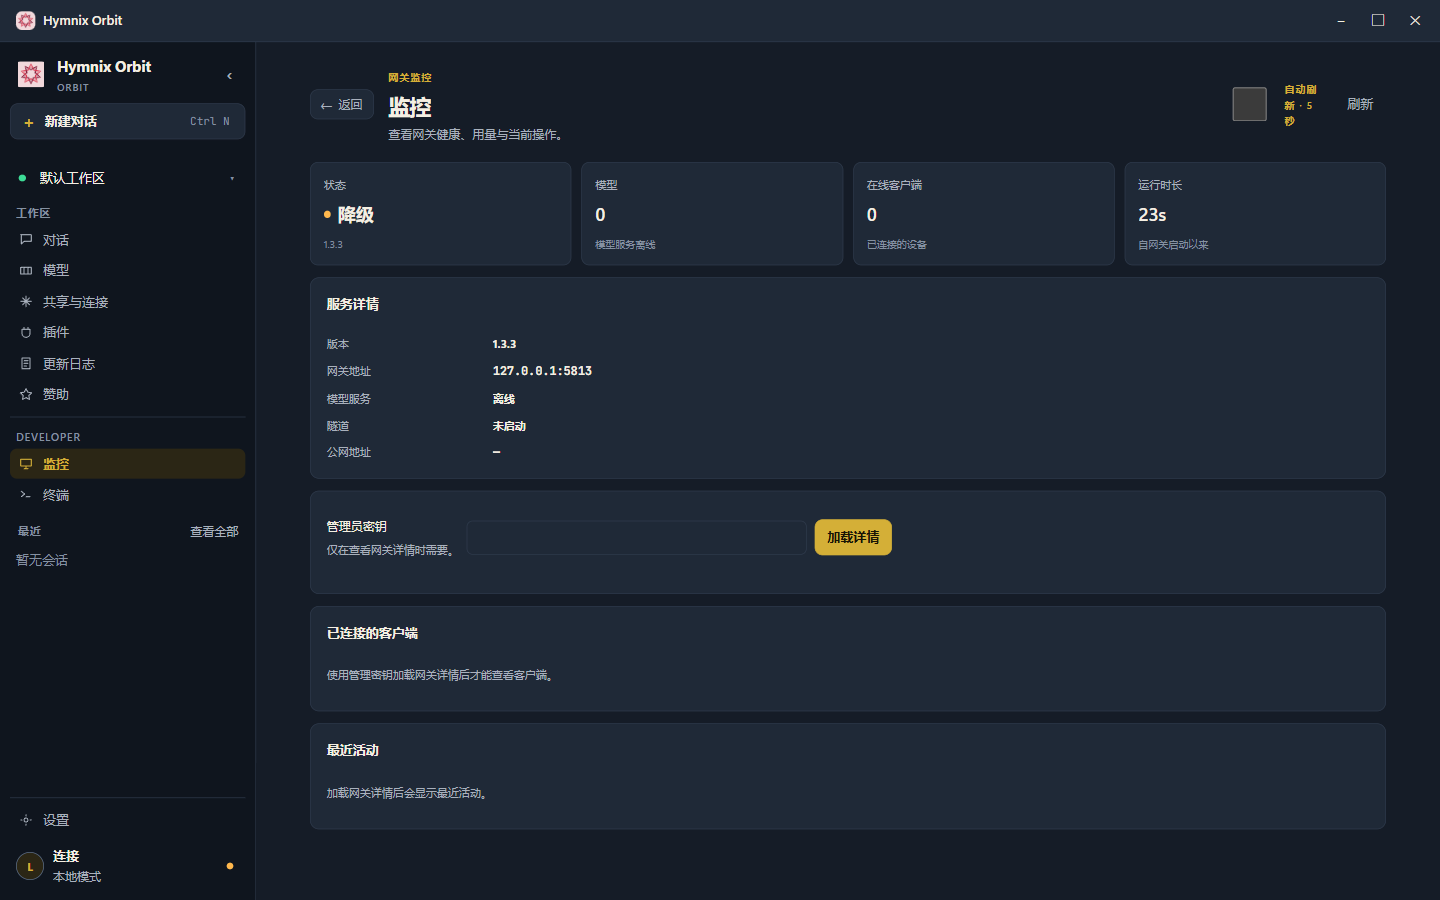 Hymnix Orbit
Hymnix Orbit
ORBIT
+ 新建对话 Ctrl N
默认工作区
工作区
对话
模型
共享与连接
插件
更新日志
赞助
DEVELOPER
监控
终端
最近 查看全部
暂无会话
设置
L
连接
本地模式
← 返回
网关监控
监控
查看网关健康、用量与当前操作。
自动刷
新 · 5
秒
刷新
状态
降级
1.3.3
模型
0
模型服务离线
在线客户端
0
已连接的设备
运行时长
23s
自网关启动以来
服务详情
版本 1.3.3
网关地址 127.0.0.1:5813
模型服务 离线
隧道 未启动
公网地址 —
管理员密钥
仅在查看网关详情时需要。
加载详情
已连接的客户端
使用管理密钥加载网关详情后才能查看客户端。
最近活动
加载网关详情后会显示最近活动。